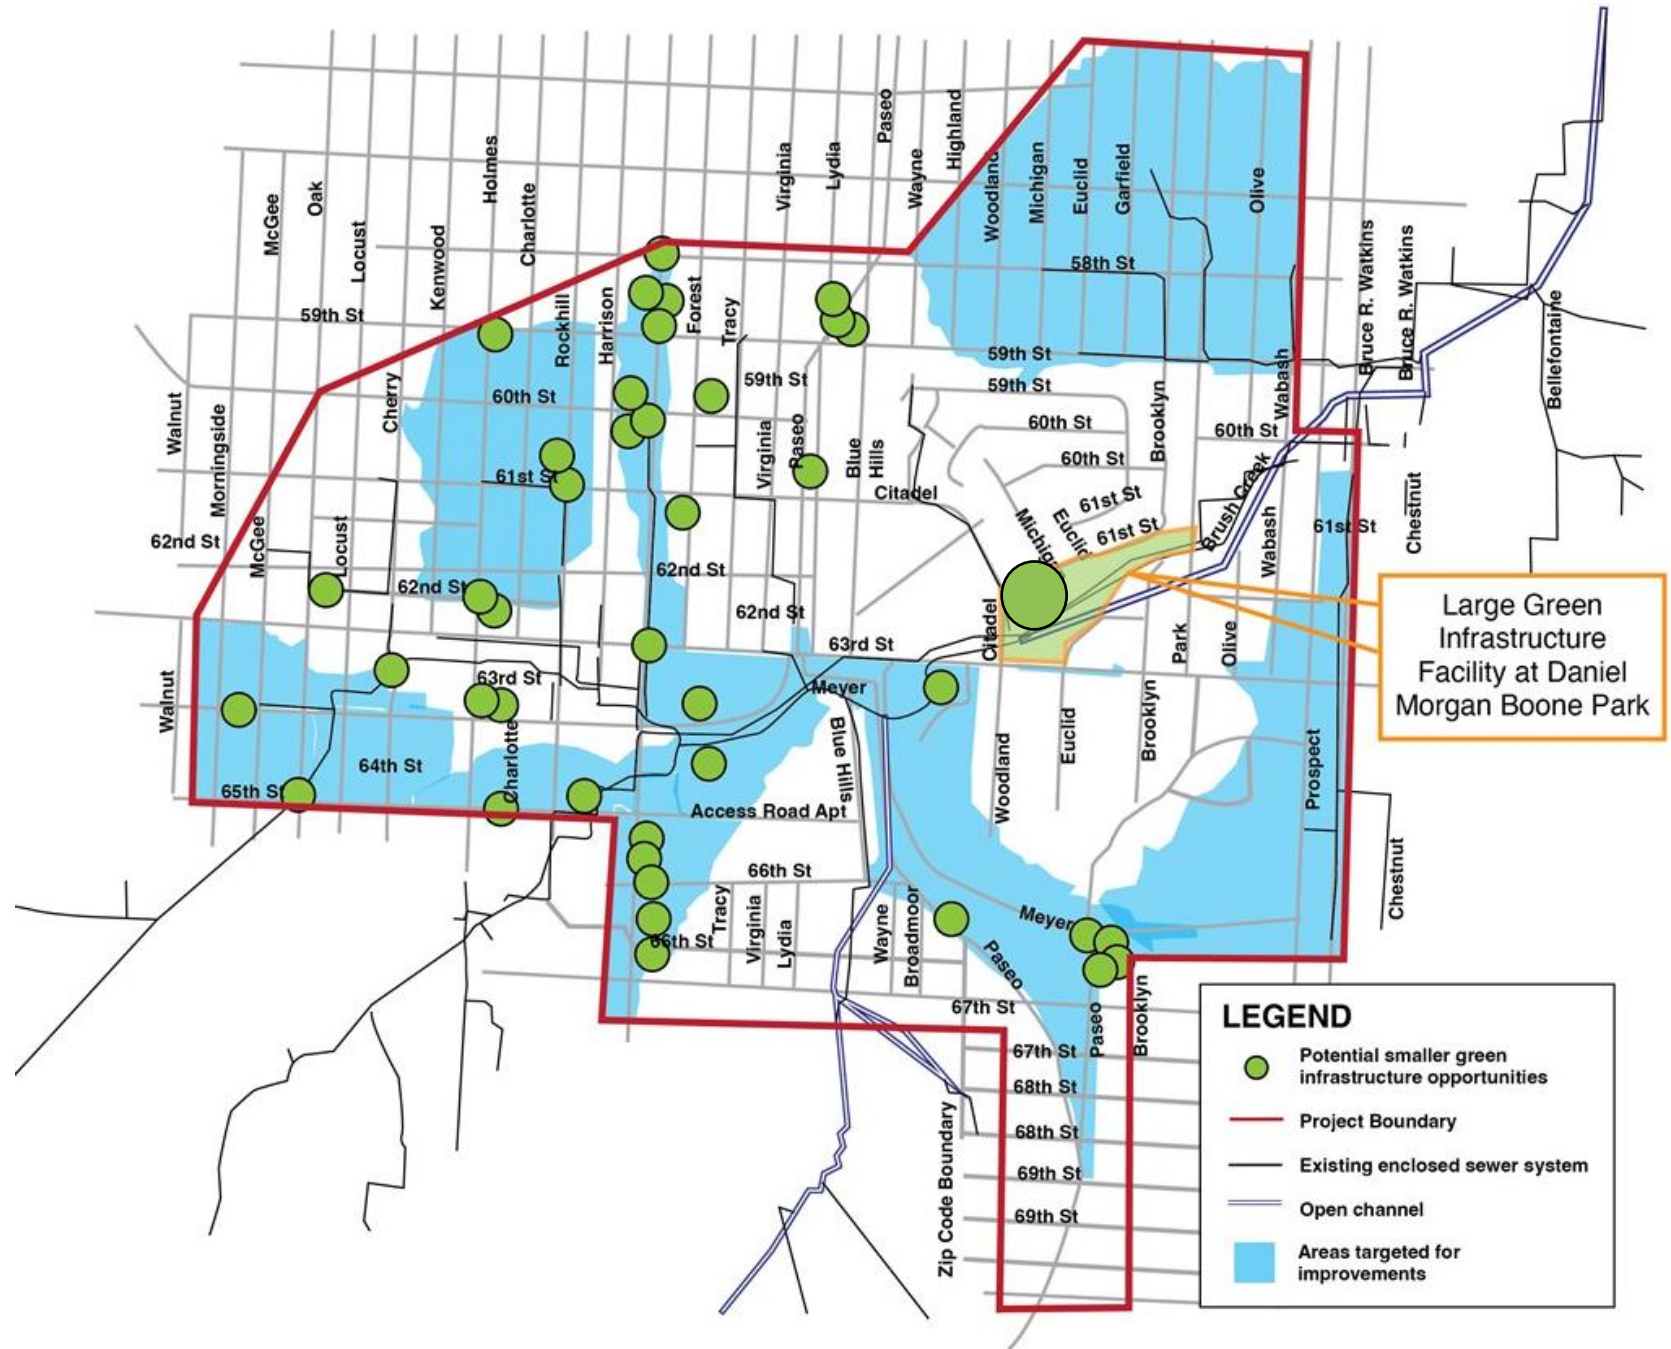 Paseo
Highland
Holmes
Virginia
Lydia
Wayne
Woodland
Michigan
Euclid
Garfield
Olive
McGee
Oak
Locust
Kenwood
Charlotte
58th St
Bruce R. Watkins
Bruce R. Watkins
59th St
Rockhill
Harrison
Forest
Tracy
59th St
Bellefontaine
Wabash
59th St
59th St
Cherry
60th St
Walnut
Morningside
Virginia
Paseo
Blue
Hills
60th St
Brooklyn
60th St
60th St
61st St
Citadel
61st St
61st St
Michigan
Euclid
Brush Creek
Wabash
61st St
Chestnut
62nd St
McGee
Locust
62nd St
62nd St
62nd St
63rd St
Citadel
Park
Olive
Large Green
Infrastructure
Facility at Daniel
Morgan Boone Park
Walnut
63rd St
Meyer
Charlotte
Blue Hills
Woodland
Euclid
Brooklyn
Prospect
64th St
65th St
Access Road Apt
66th St
Chestnut
Tracy
Virginia
Lydia
Wayne
Broadmoor
Meyer
66th St
Paseo
67th St
Paseo
Brooklyn
67th St
68th St
68th St
69th St
69th St
Zip Code Boundary
LEGEND
Potential smaller green
infrastructure opportunities
Project Boundary
Existing enclosed sewer system
Open channel
Areas targeted for
improvements